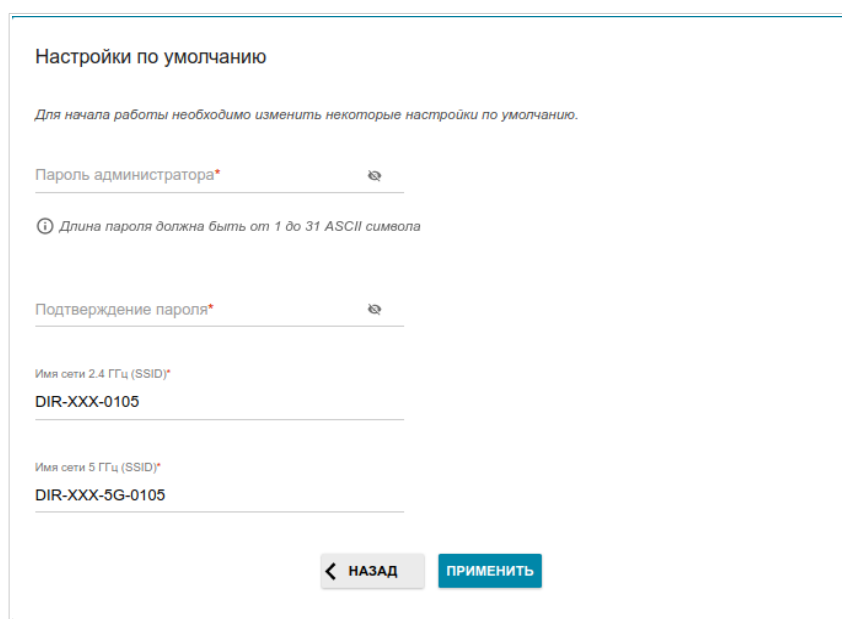 Настройки по умолчанию
Для начала работы необходимо изменить некоторые настройки по умолчанию.
Пароль администратора*
Длина пароля должна быть от 1 до 31 ASCII символа
Подтверждение пароля*
Имя сети 2.4 ГГц (SSID)*
DIR-XXX-0105
Имя сети 5 ГГц (SSID)*
DIR-XXX-5G-0105
НАЗАД
ПРИМЕНИТЬ